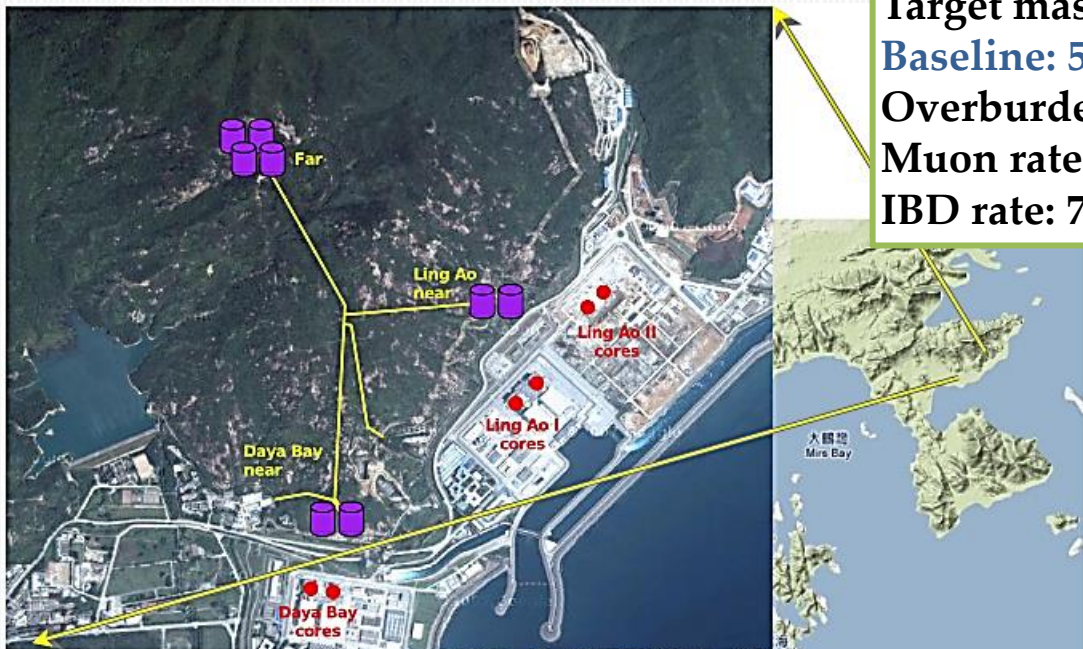 Target mas
Baseline: 5
Overburde
Muon rate
IBD rate: 7
Far
Ling Ao
near
Ling Ao II
cores
Ling Ao I
cores
Daya Bay
near
Daya Bay
cores
大鵬灣
Mirs Bay
海